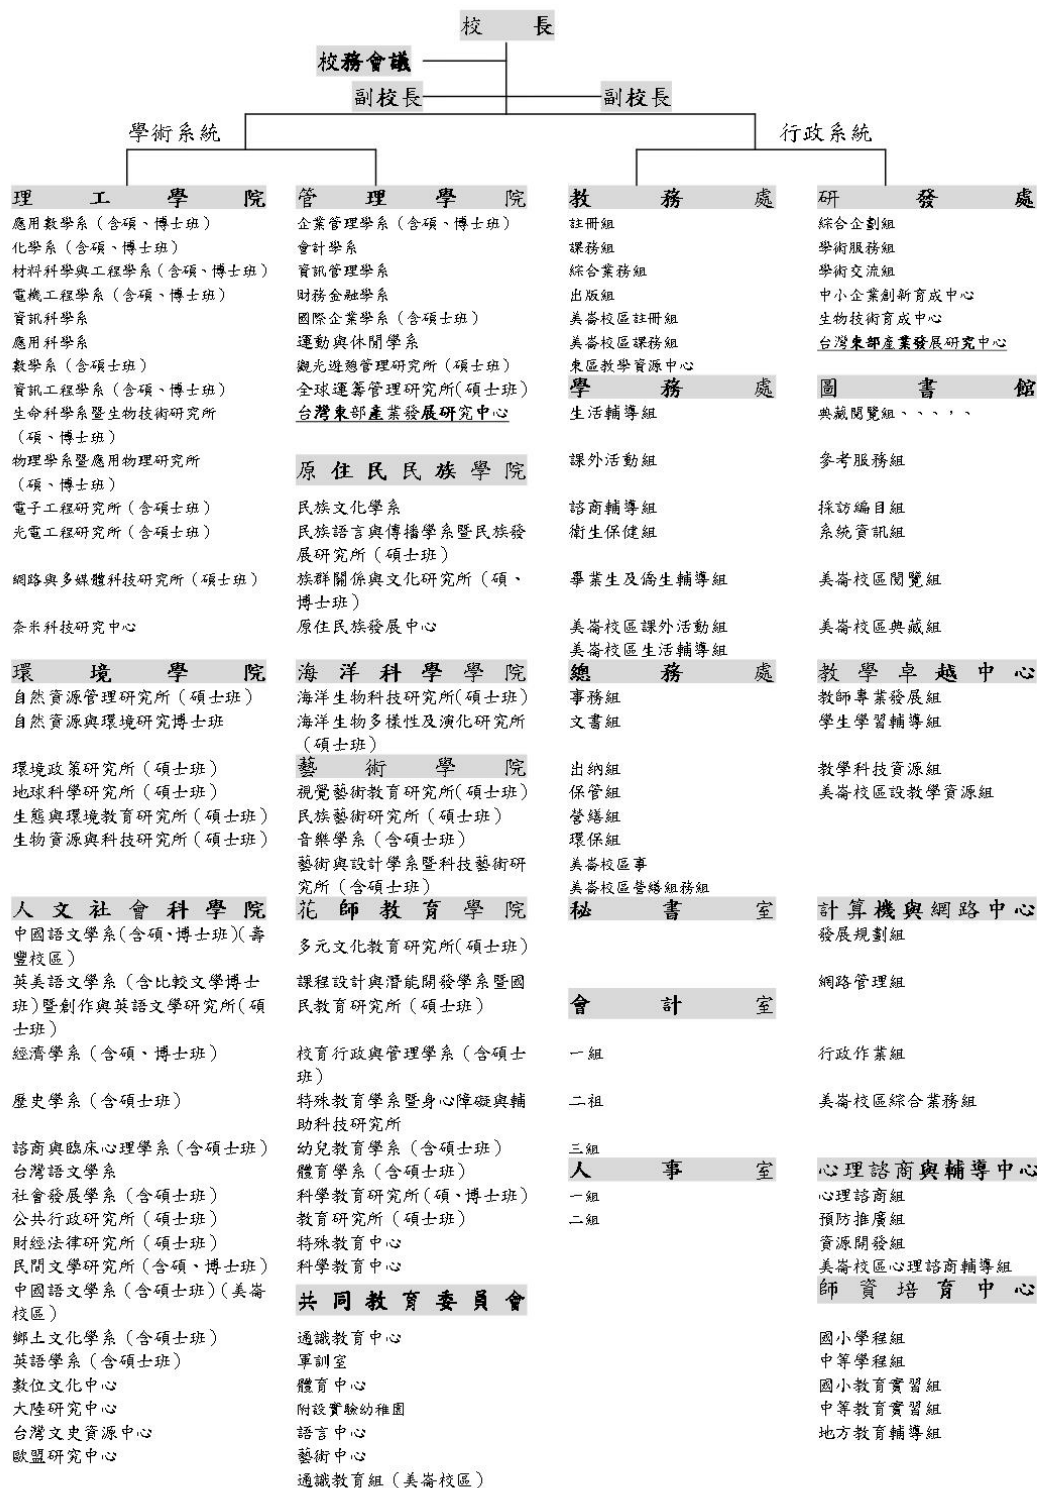 校長
校務會議
副校長
副校長
學術系統
行政系統
理工學院
應用數學系（含碩、博士班）
化學系（含碩、博士班）
材料科學與工程學系（含碩、博士班）
電機工程學系（含碩、博士班）
資訊科學系
應用科學系
數學系（含碩士班）
資訊工程學系（含碩、博士班）
生命科學系暨生物技術研究所
（碩、博士班）
物理學系暨應用物理研究所
（碩、博士班）
電子工程研究所（含碩士班）
光電工程研究所（含碩士班）
網路與多媒體科技研究所（碩士班）
奈米科技研究中心
環境學院
自然資源管理研究所（碩士班）
自然資源與環境研究博士班
環境政策研究所（碩士班）
地球科學研究所（碩士班）
生態與環境教育研究所（碩士班）
生物資源與科技研究所（碩士班）
人文社會科學院
中國語文學系(含碩、博士班)(壽
豐校區）
英美語文學系（含比較文學博士
班)暨創作與英語文學研究所(碩
士班）
經濟學系（含碩、博士班）
歷史學系（含碩士班）
諮商與臨床心理學系（含碩士班）
台灣語文學系
社會發展學系（含碩士班）
公共行政研究所（碩士班）
財經法律研究所（碩士班）
民間文學研究所（含碩、博士班）
中國語文學系（含碩士班）（美崙
校區）
鄉土文化學系（含碩士班）
英語學系（含碩士班）
數位文化中心
大陸研究中心
台灣文史資源中心
歐盟研究中心
管理學院
企業管理學系（含碩、博士班）
會計學系
資訊管理學系
財務金融學系
國際企業學系（含碩士班）
運動與休閒學系
觀光遊憩管理研究所（碩士班）
全球運籌管理研究所(碩士班)
台灣東部產業發展研究中心
原住民民族學院
民族文化學系
民族語言與傳播學系暨民族發
展研究所（碩士班）
族群關係與文化研究所（碩、
博士班）
原住民族發展中心
海洋科學學院
海洋生物科技研究所(碩士班)
海洋生物多樣性及演化研究所
（碩士班）
藝術學院
視覺藝術教育研究所(碩士班)
民族藝術研究所（碩士班）
音樂學系（含碩士班）
藝術與設計學系暨科技藝術研
究所（含碩士班）
花師教育學院
多元文化教育研究所(碩士班)
課程設計與潛能開發學系暨國
民教育研究所（碩士班）
校育行政與管理學系（含碩士
班）
特殊教育學系暨身心障礙與輔
助科技研究所
幼兒教育學系（含碩士班）
體育學系（含碩士班）
科學教育研究所(碩、博士班)
教育研究所（碩士班）
特殊教育中心
科學教育中心
共同教育委員會
通識教育中心
軍訓室
體育中心
附設實驗幼稚園
語言中心
藝術中心
通識教育組（美崙校區）
教務處
註冊組
課務組
綜合業務組
出版組
美崙校區註冊組
美崙校區課務組
東區教學資源中心
學務處
生活輔導組
課外活動組
諮商輔導組
衛生保健組
畢業生及僑生輔導組
美崙校區課外活動組
美崙校區生活輔導組
總務處
事務組
文書組
出納組
保管組
營繕組
環保組
美崙校區事
美崙校區營繕組務組
秘書室
會計室
一組
二祖
三組
人事室
一組
二組
研發處
綜合企劃組
學術服務組
學術交流組
中小企業創新育成中心
生物技術育成中心
台灣東部產業發展研究中心
圖書館
典藏閱覽組、、、，、
參考服務組
採訪編目組
系統資訊組
美崙校區閱覽組
美崙校區典藏組
教學卓越中心
教師專業發展組
學生學習輔導組
教學科技資源組
美崙校區設教學資源組
計算機與網路中心
發展規劃組
網路管理組
行政作業組
美崙校區綜合業務組
心理諮商與輔導中心
心理諮商組
預防推廣組
資源開發組
美崙校區心理諮商輔導組
師資培育中心
國小學程組
中等學程組
國小教育實習組
中等教育實習組
地方教育輔導組